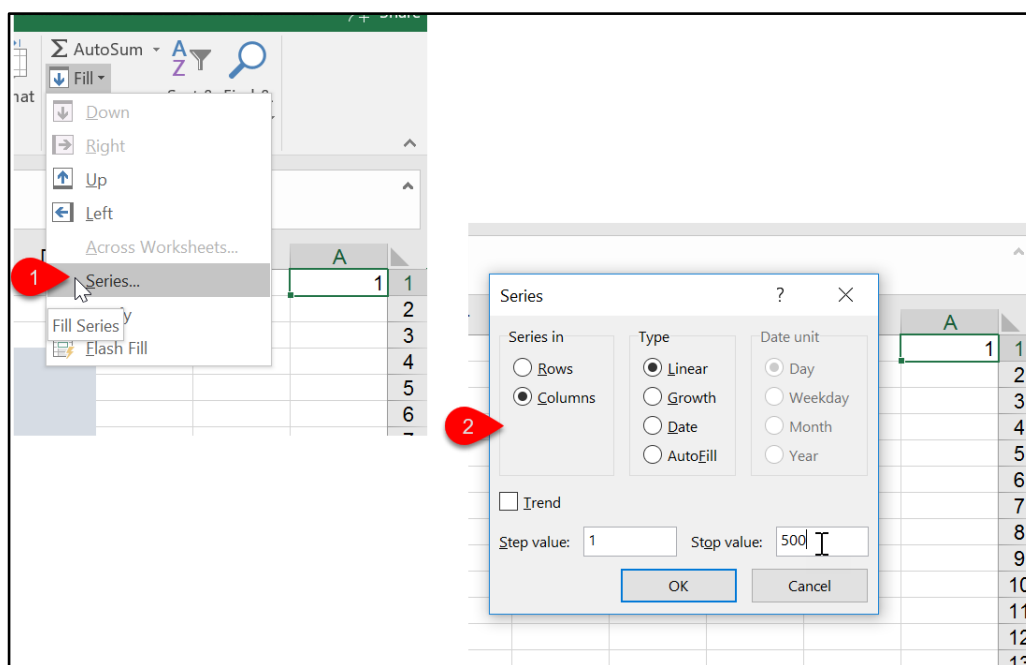 Share
AutoSum
A
Z
Fill
Down
Right
Up
Left
Across Worksheets...
A
1
Series...
1
1
2
Fill Series
3
Flash Fill
4
5
6
Series ? X
Series in Type Date unit
Rows Linear Day
Columns Growth Weekday
Date Month
AutoFill Year
Trend
Step value: 1 Stop value: 500
OK Cancel
2
A
1 1
2
3
4
5
6
7
8
9
10
11
12
13